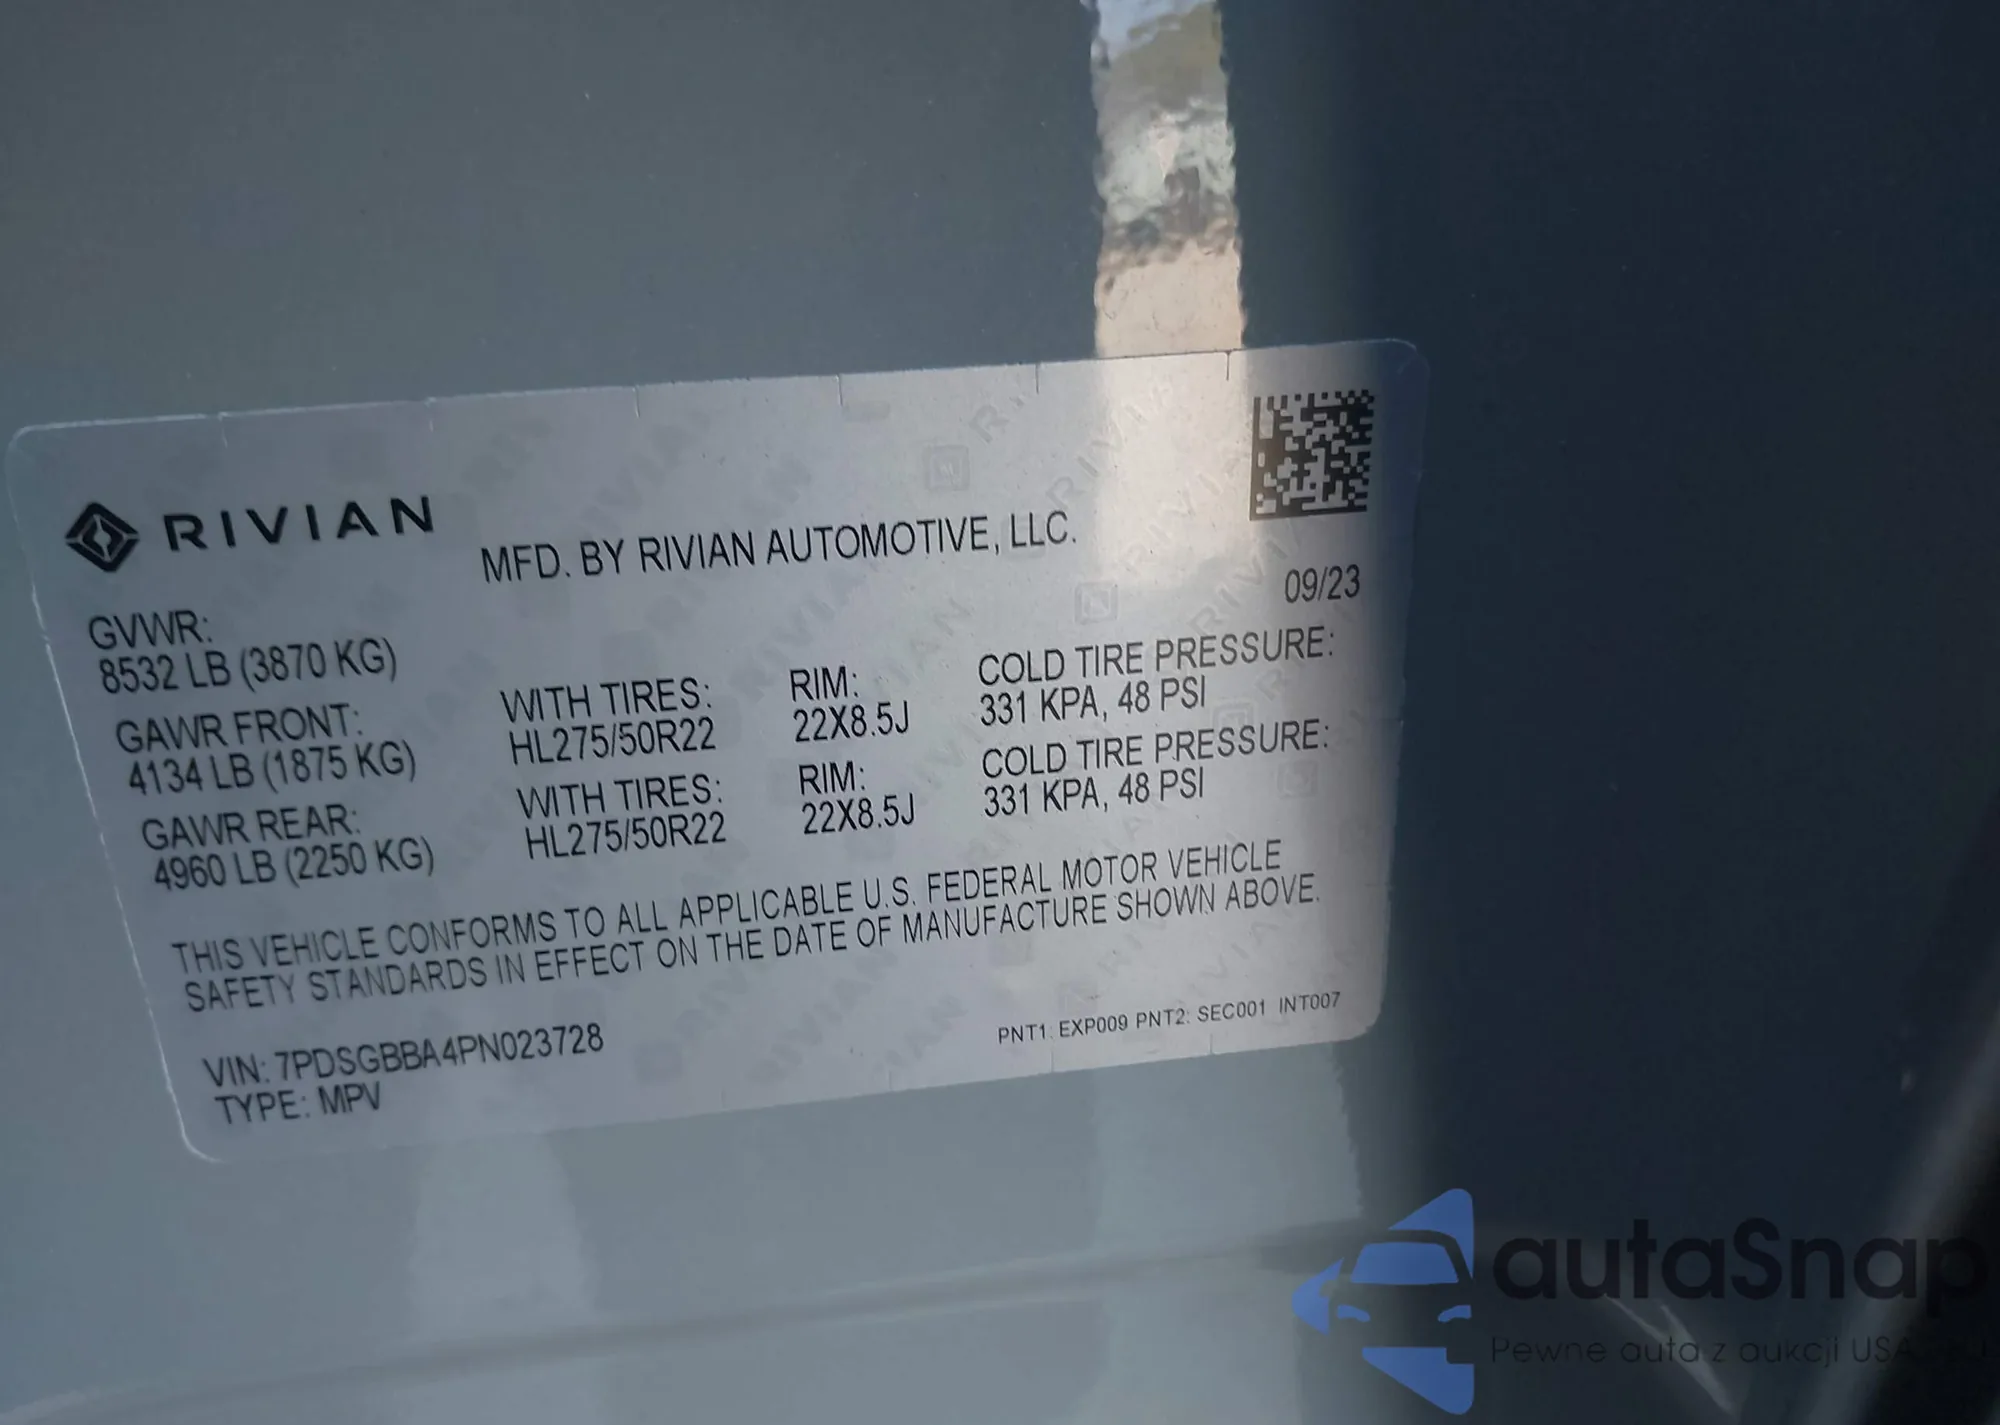 RIVIAN
MFD. BY RIVIAN AUTOMOTIVE, LLC.
09/23
GVWR:
8532 LB (3870 KG)
GAWR FRONT:
4134 LB (1875 KG)
WITH TIRES:
HL275/50R22
RIM:
22X8.5J
COLD TIRE PRESSURE:
331 KPA, 48 PSI
GAWR REAR:
4960 LB (2250 KG)
WITH TIRES:
HL275/50R22
RIM:
22X8.5J
COLD TIRE PRESSURE:
331 KPA, 48 PSI
THIS VEHICLE CONFORMS TO ALL APPLICABLE U.S. FEDERAL MOTOR VEHICLE
SAFETY STANDARDS IN EFFECT ON THE DATE OF MANUFACTURE SHOWN ABOVE.
VIN: 7PDSGBBA4PN023728
TYPE: MPV
PNT1: EXP009 PNT2: SEC001 INT007
autaSnap
Pewne auta z aukcji USA